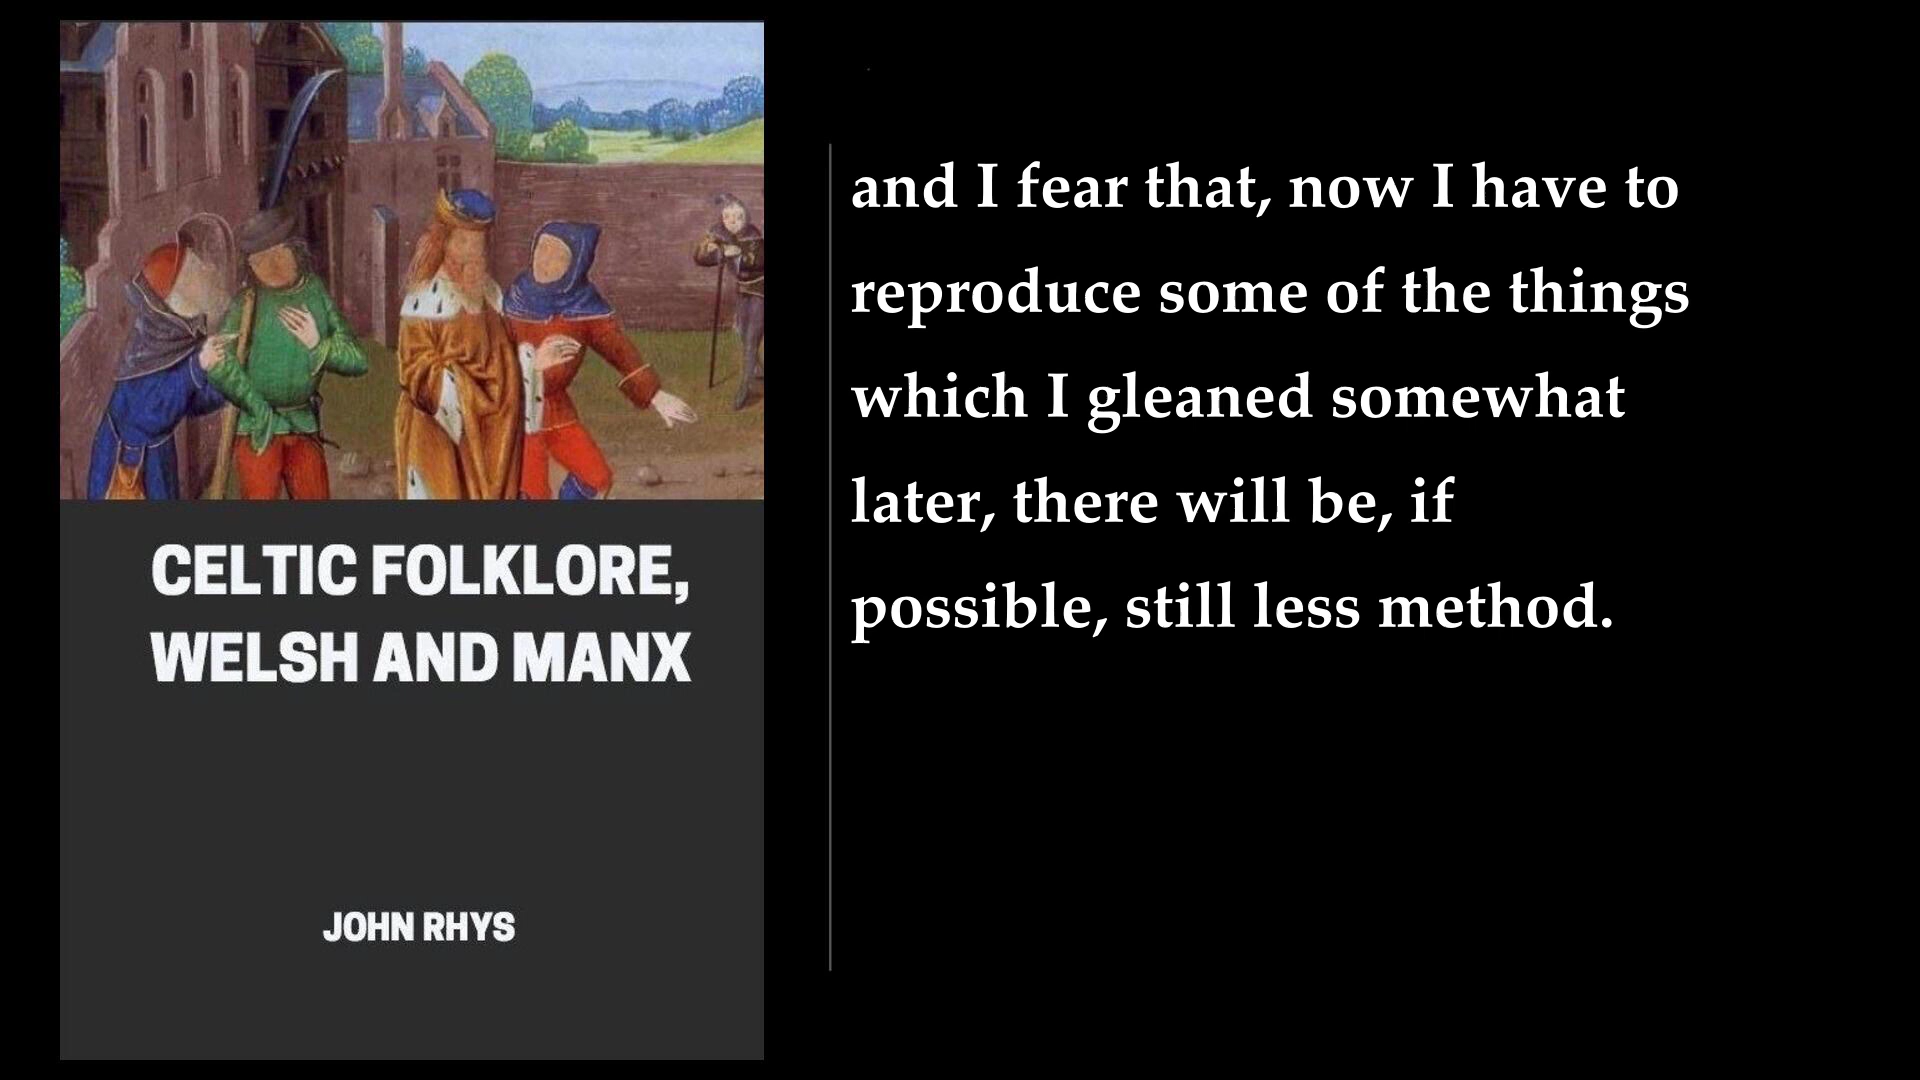 CELTIC FOLKLORE,
WELSH AND MANX
JOHN RHYS
and I fear that, now I have to
reproduce some of the things
which I gleaned somewhat
later, there will be, if
possible, still less method.